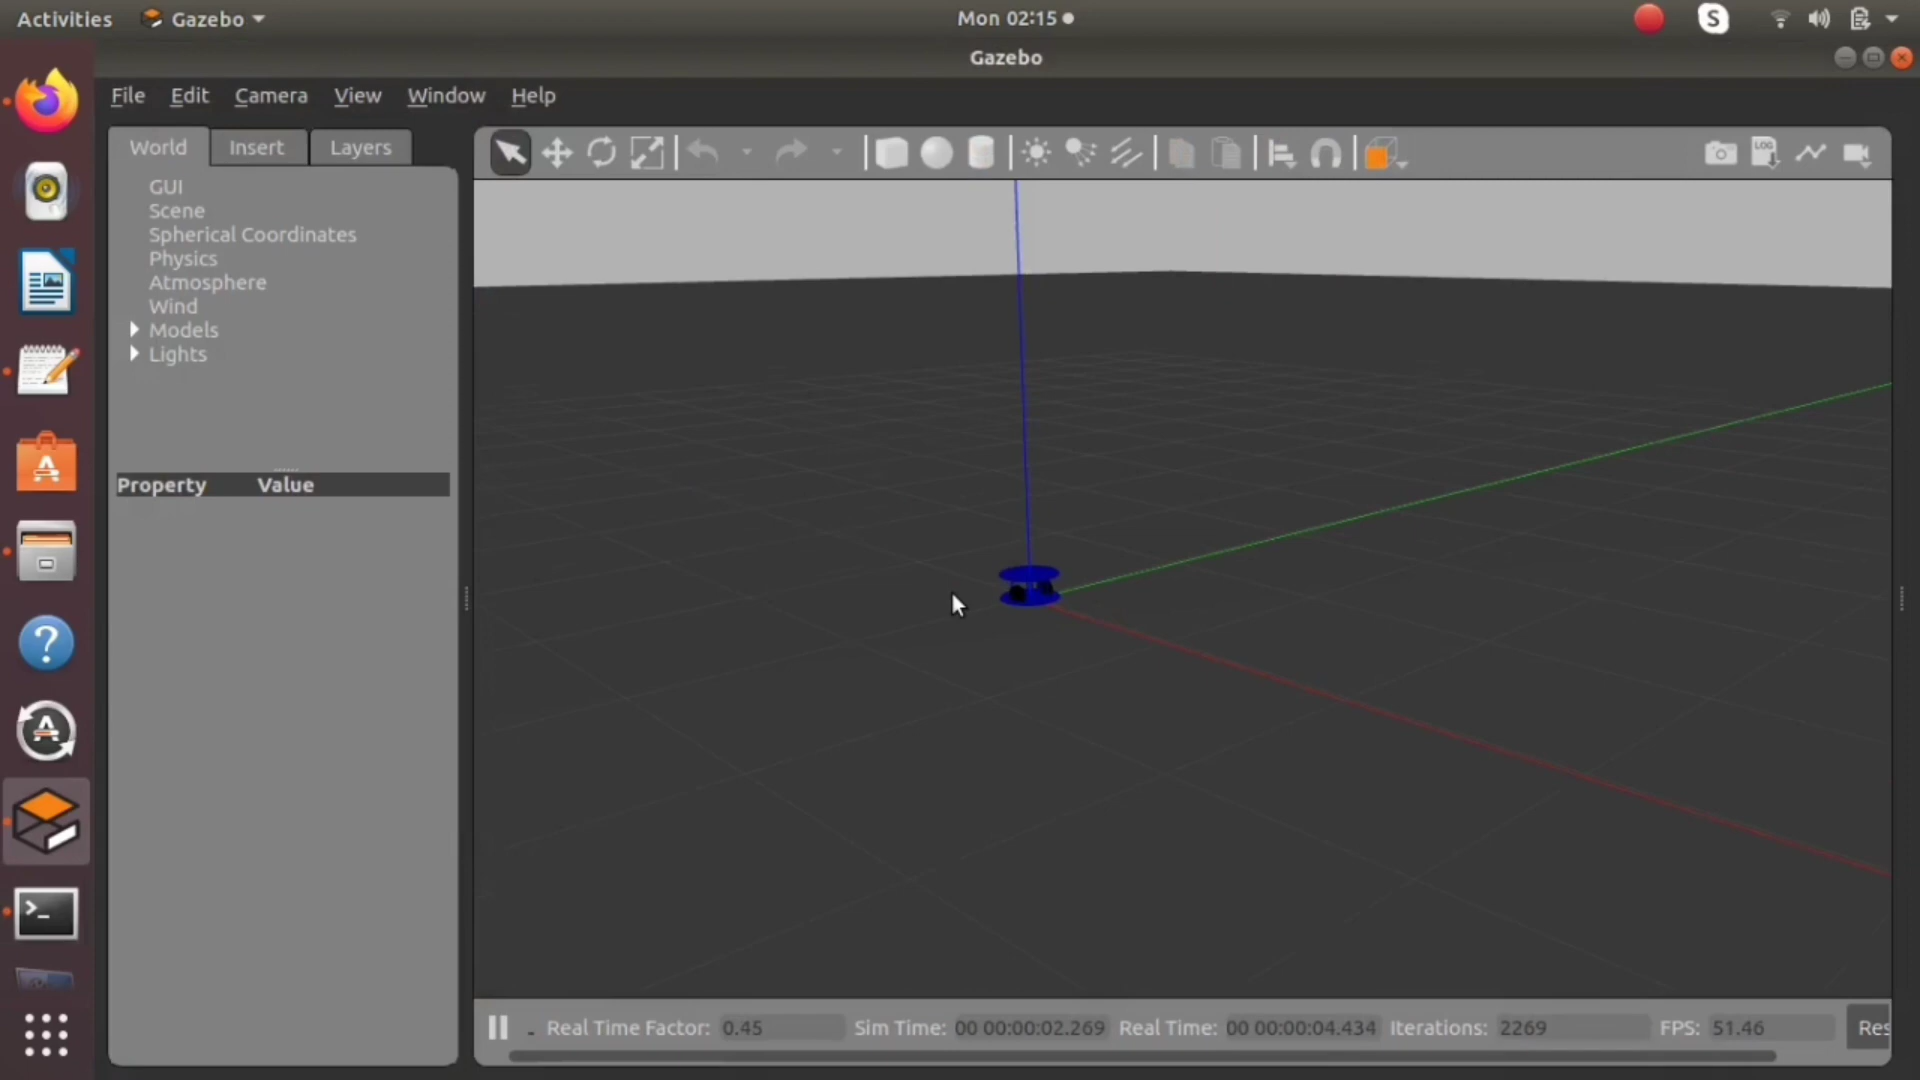 Activities Gazebo Mon 02:15 S
Gazebo
File Edit Camera View Window Help
World Insert Layers
LOG
GUI
Scene
Spherical Coordinates
Physics
Atmosphere
Wind
Models
Lights
Property Value
Real Time Factor: 0.45 Sim Time: 00 00:00:02.269 Real Time: 00 00:00:04.434 Iterations: 2269 FPS: 51.46 Res